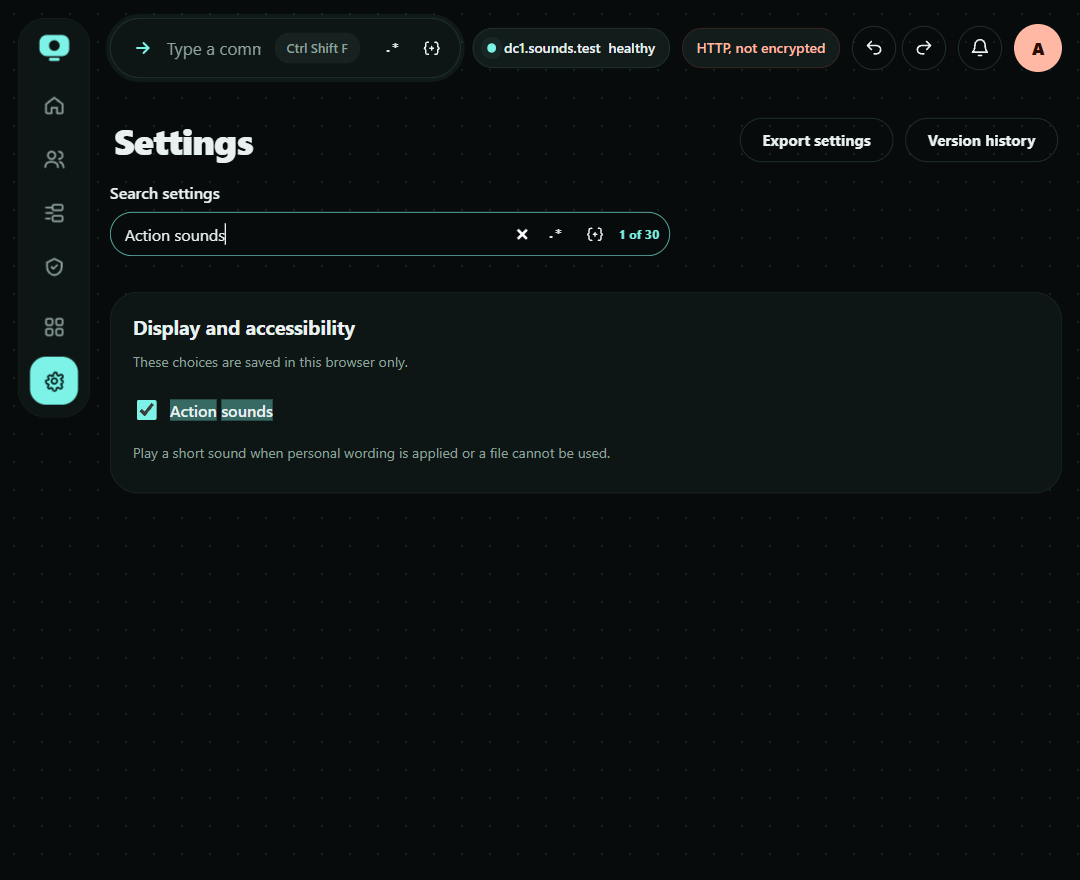 Type a comm
Ctrl Shift F
.*
{+}
dc1.sounds.test healthy
HTTP, not encrypted
A
Settings
Export settings
Version history
Search settings
Action sounds
.*
{+}
1 of 30
Display and accessibility
These choices are saved in this browser only.
Action sounds
Play a short sound when personal wording is applied or a file cannot be used.